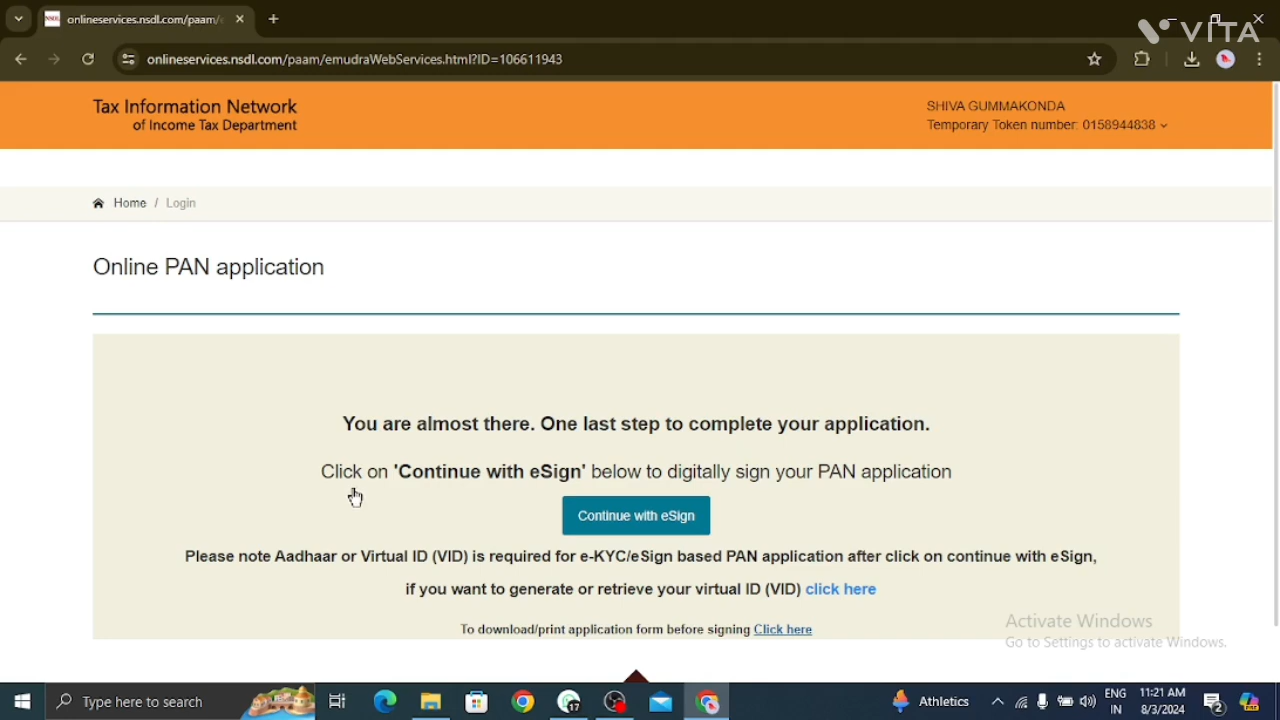 onlineservices.nsdl.com/paam/e
VITA
onlineservices.nsdl.com/paam/emudraWebServices.html?ID=106611943
Tax Information Network
of Income Tax Department
SHIVA GUMMAKONDA
Temporary Token number: 0158944838
Home / Login
Online PAN application
You are almost there. One last step to complete your application.
Click on 'Continue with eSign' below to digitally sign your PAN application
Continue with eSign
Please note Aadhaar or Virtual ID (VID) is required for e-KYC/eSign based PAN application after click on continue with eSign,
if you want to generate or retrieve your virtual ID (VID) click here
To download/print application form before signing Click here
Activate Windows
Go to Settings to activate Windows.
Type here to search
17
Athletics
ENG
IN
11:21 AM
8/3/2024
2